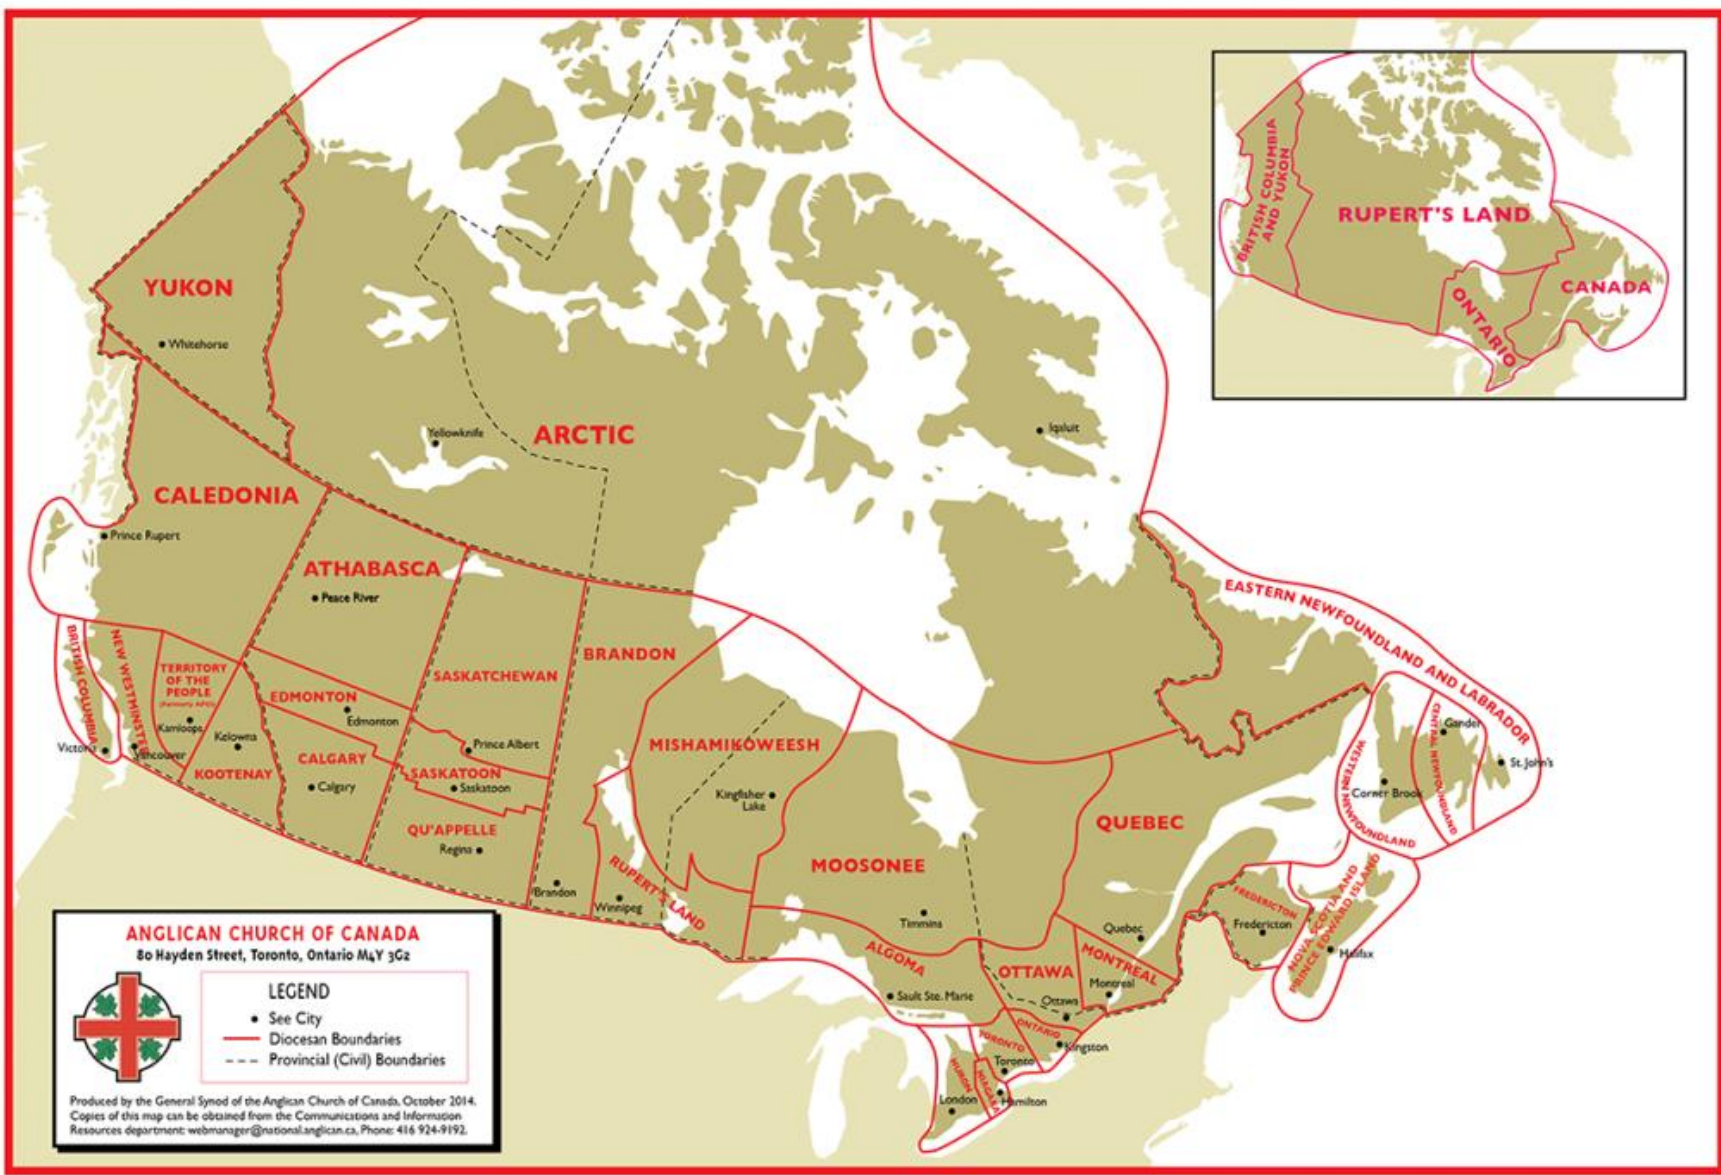 YUKON
Whitehorse
CALEDONIA
Prince Rupert
ARCTIC
Yellowknife
Iqaluit
ATHABASCA
Peace River
BRITISH COLUMBIA
Victoria
NEW WESTMINSTER
Vancouver
TERRITORY
OF THE
PEOPLE
(formerly APCI)
Kamloops
Kelowna
KOOTENAY
EDMONTON
Edmonton
CALGARY
Calgary
SASKATCHEWAN
Prince Albert
SASKATOON
Saskatoon
QU'APPELLE
Regina
BRANDON
Brandon
RUPERT'S LAND
Winnipeg
MISHAMIKOWEESH
Kingfisher
Lake
MOOSONEE
Timmins
ALGOMA
Sault Ste. Marie
OTTAWA
Ottawa
ONTARIO
Kingston
TORONTO
Toronto
HURON
London
NIAGARA
Hamilton
QUEBEC
Quebec
MONTREAL
Montreal
FREDERICTON
Fredericton
NOVA SCOTIA AND
PRINCE EDWARD ISLAND
Halifax
WESTERN NEWFOUNDLAND
Corner Brook
CENTRAL NEWFOUNDLAND
Gander
EASTERN NEWFOUNDLAND AND LABRADOR
St. John's
BRITISH COLUMBIA
AND YUKON
RUPERT'S LAND
ONTARIO
CANADA
ANGLICAN CHURCH OF CANADA
80 Hayden Street, Toronto, Ontario M4Y 3G2
LEGEND
See City
Diocesan Boundaries
Provincial (Civil) Boundaries
Produced by the General Synod of the Anglican Church of Canada, October 2014.
Copies of this map can be obtained from the Communications and Information
Resources department: webmanager@national.anglican.ca, Phone: 416 924-9192.